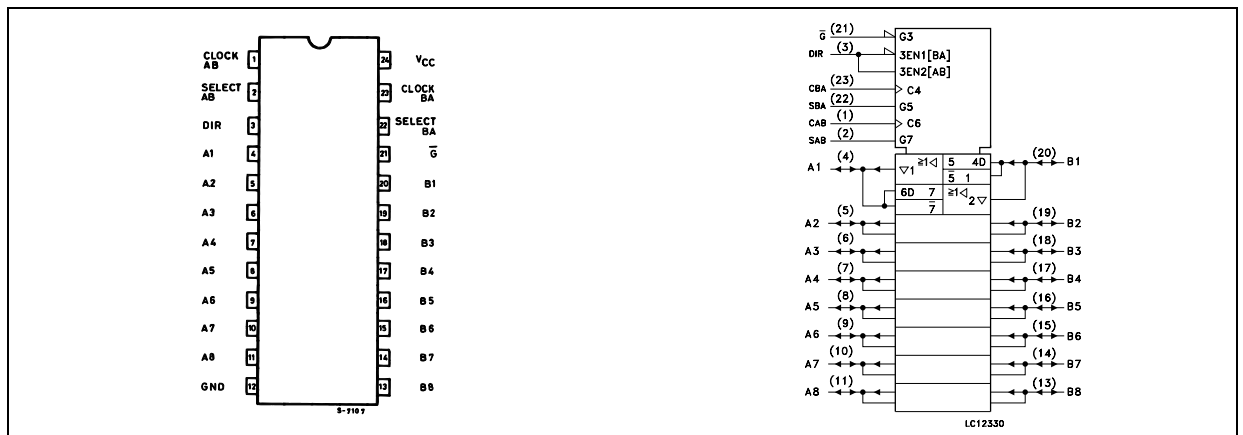 CLOCK AB 1
24 VCC
SELECT AB 2
23 CLOCK BA
DIR 3
22 SELECT BA
A1 4
21 G̅
A2 5
20 B1
A3 6
19 B2
A4 7
18 B3
A5 8
17 B4
A6 9
16 B5
A7 10
15 B6
A8 11
14 B7
GND 12
13 B8
S-7107
G̅ (21) G3
DIR (3) 3EN1[BA]
3EN2[AB]
CBA (23) C4
SBA (22) G5
CAB (1) C6
SAB (2) G7
A1 (4) ▽1 ≧1◁ 5 4D (20) B1
5̅ 1
6D 7 ≧1◁ 2▽
7̅
A2 (5) (19) B2
A3 (6) (18) B3
A4 (7) (17) B4
A5 (8) (16) B5
A6 (9) (15) B6
A7 (10) (14) B7
A8 (11) (13) B8
LC12330